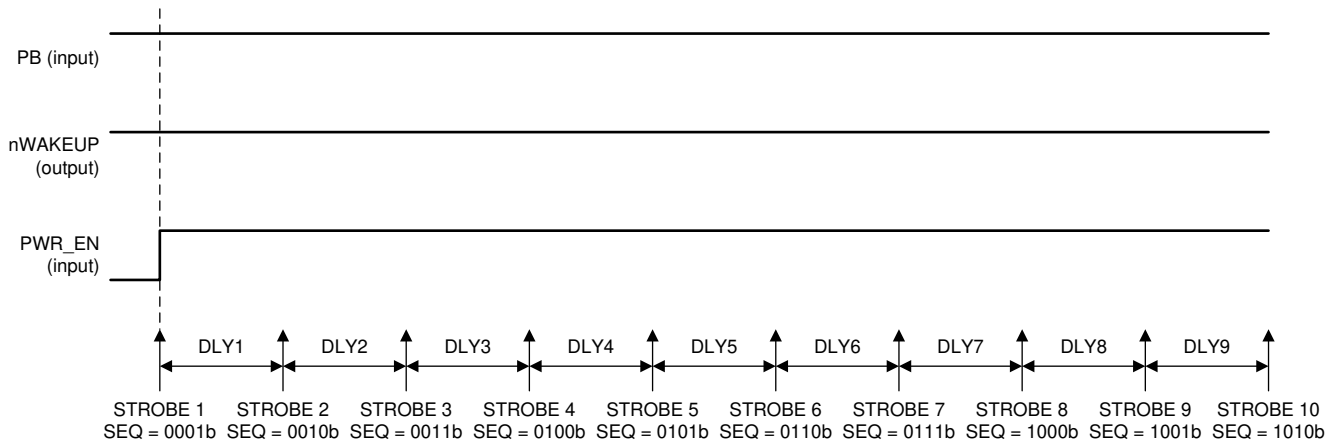 PB (input)
nWAKEUP
(output)
PWR_EN
(input)
DLY1 DLY2 DLY3 DLY4 DLY5 DLY6 DLY7 DLY8 DLY9
STROBE 1 STROBE 2 STROBE 3 STROBE 4 STROBE 5 STROBE 6 STROBE 7 STROBE 8 STROBE 9 STROBE 10
SEQ = 0001b SEQ = 0010b SEQ = 0011b SEQ = 0100b SEQ = 0101b SEQ = 0110b SEQ = 0111b SEQ = 1000b SEQ = 1001b SEQ = 1010b